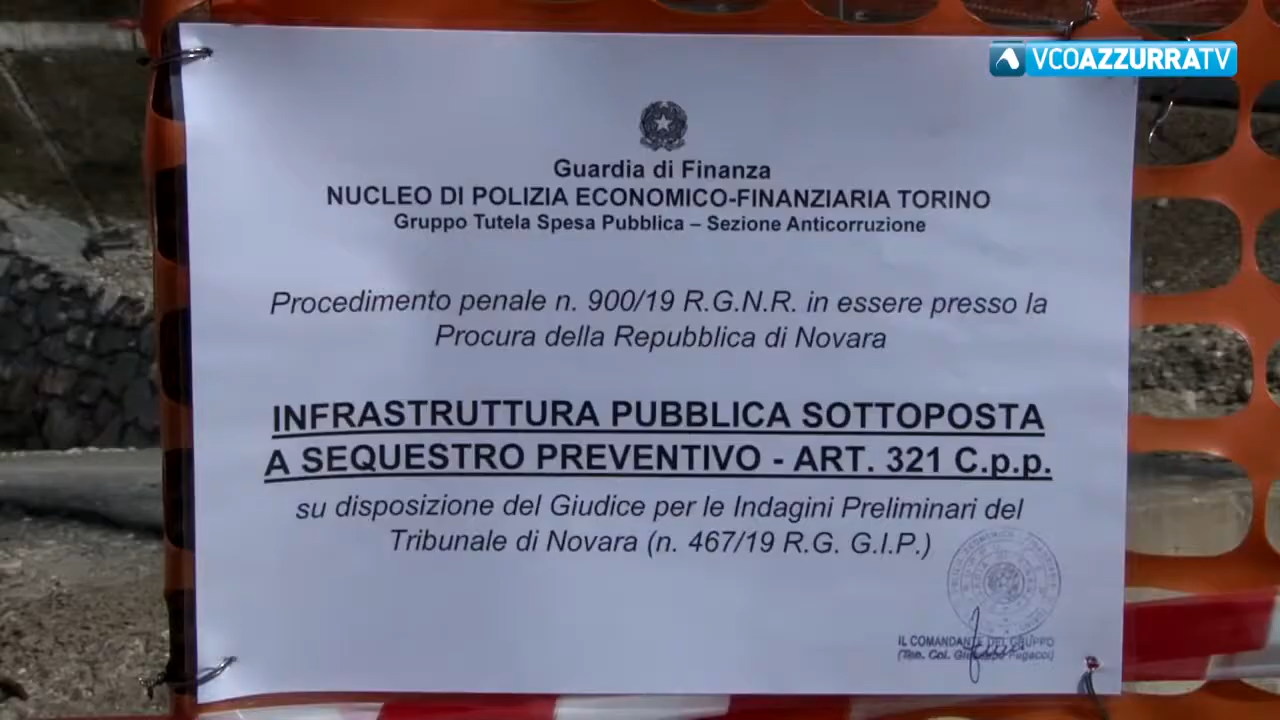 VCOAZZURRATV
Guardia di Finanza
NUCLEO DI POLIZIA ECONOMICO-FINANZIARIA TORINO
Gruppo Tutela Spesa Pubblica – Sezione Anticorruzione
Procedimento penale n. 900/19 R.G.N.R. in essere presso la
Procura della Repubblica di Novara
INFRASTRUTTURA PUBBLICA SOTTOPOSTA
A SEQUESTRO PREVENTIVO - ART. 321 C.p.p.
su disposizione del Giudice per le Indagini Preliminari del
Tribunale di Novara (n. 467/19 R.G. G.I.P.)
IL COMANDANTE DEL GRUPPO
(Ten. Col.